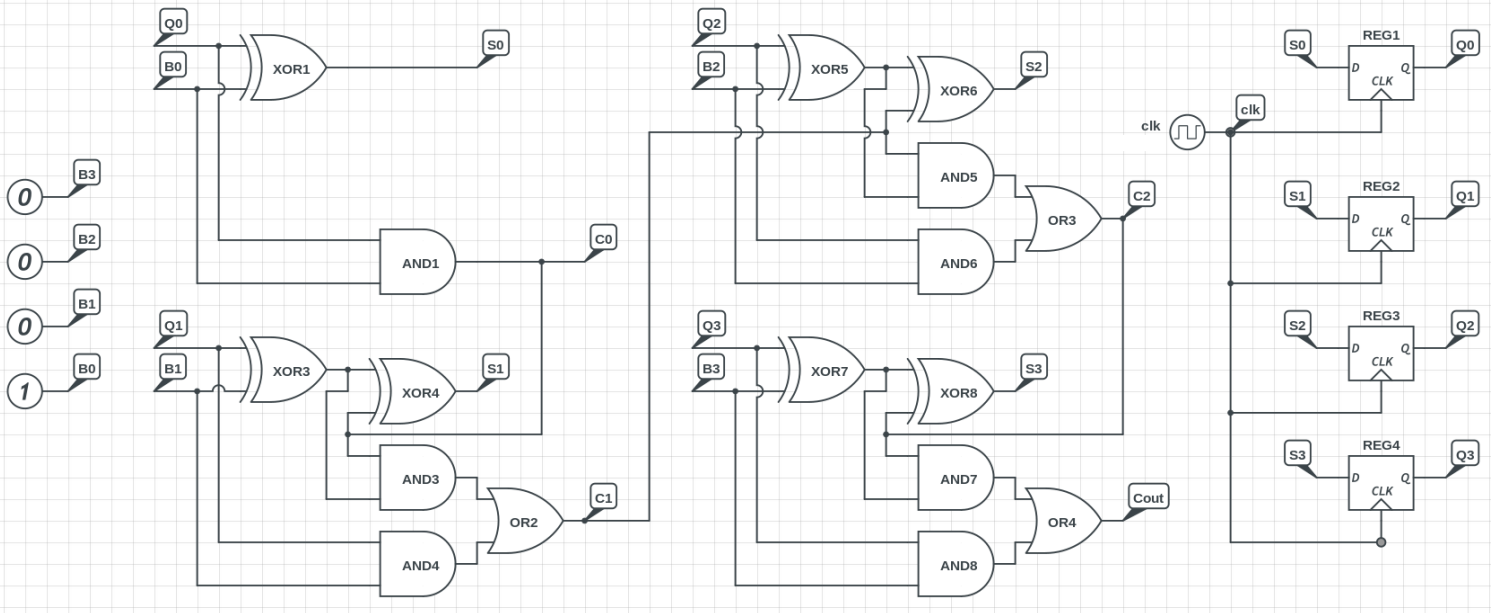 Q0
B0
XOR1
S0
Q2
B2
XOR5
XOR6
S2
REG1
S0
D
Q
CLK
Q0
clk
clk
B3
0
AND5
C2
OR3
REG2
S1
D
Q
CLK
Q1
B2
0
AND1
C0
AND6
B1
0
Q1
B1
XOR3
XOR4
S1
Q3
B3
XOR7
XOR8
S3
REG3
S2
D
Q
CLK
Q2
B0
1
AND3
C1
OR2
AND4
AND7
Cout
OR4
AND8
REG4
S3
D
Q
CLK
Q3